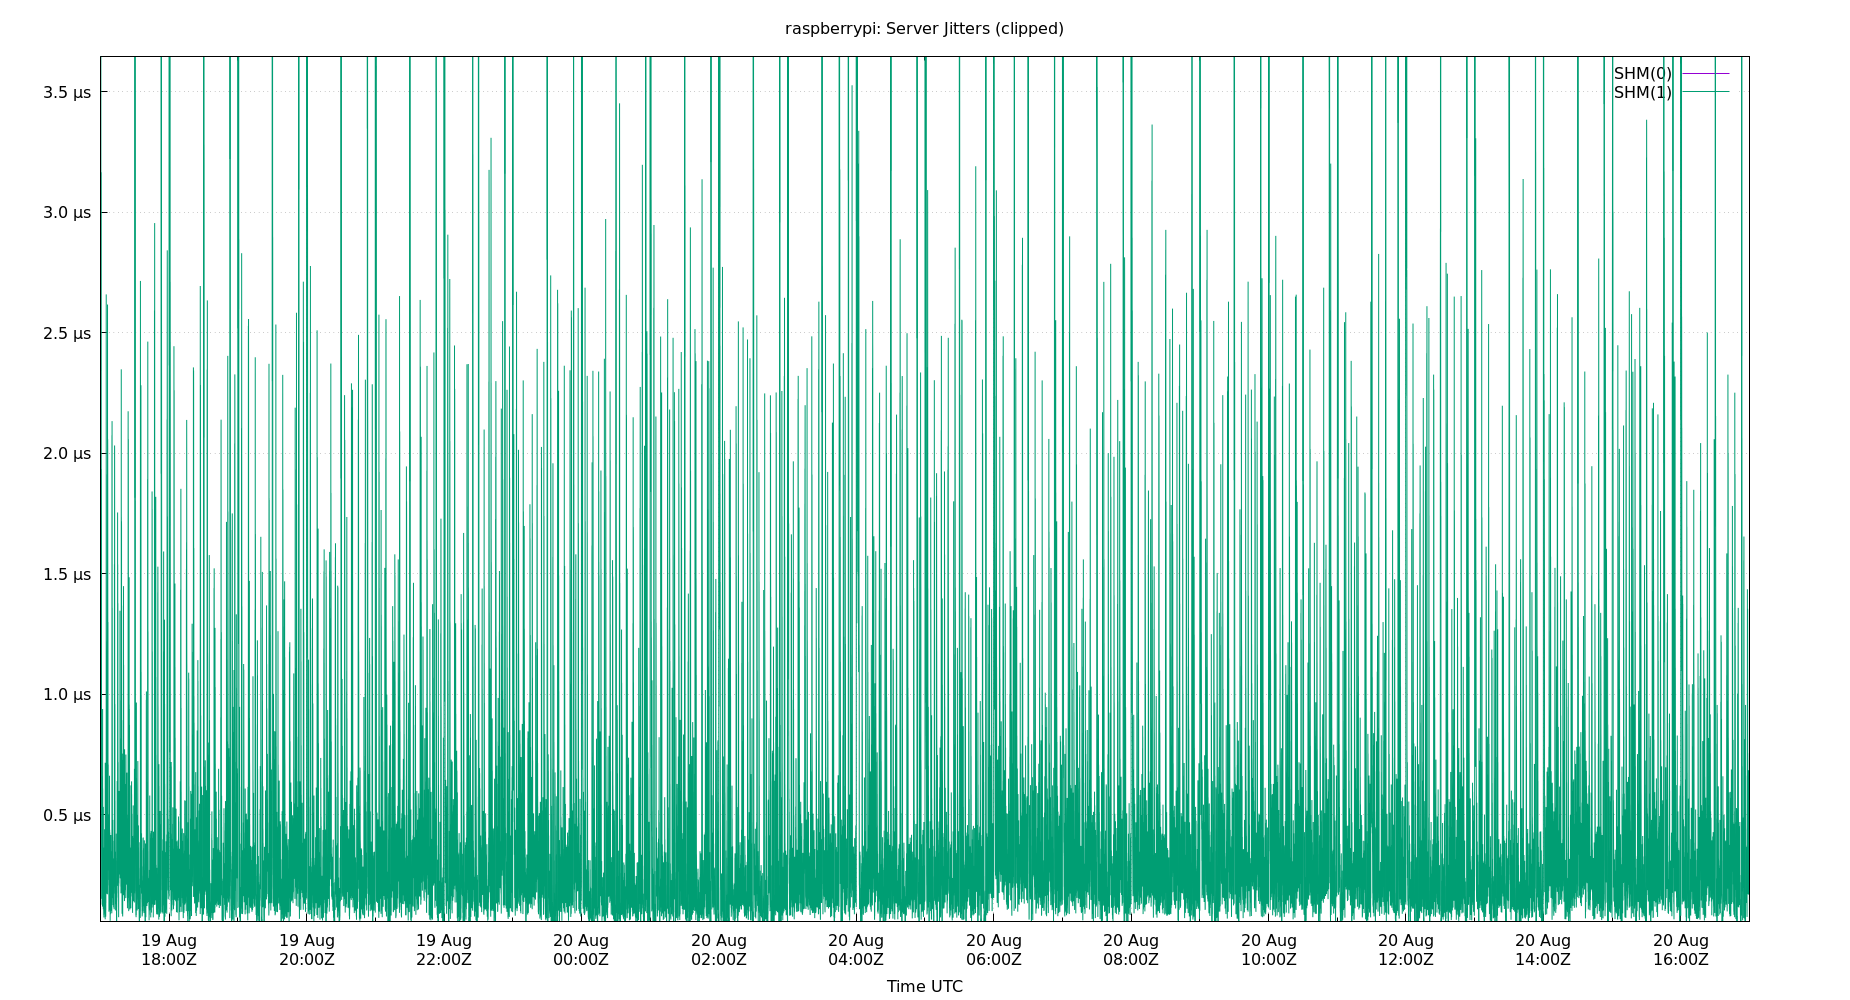 raspberrypi: Server Jitters (clipped)
SHM(0)
SHM(1)
3.5 µs
3.0 µs
2.5 µs
2.0 µs
1.5 µs
1.0 µs
0.5 µs
19 Aug 19 Aug 19 Aug 20 Aug 20 Aug 20 Aug 20 Aug 20 Aug 20 Aug 20 Aug 20 Aug 20 Aug
18:00Z 20:00Z 22:00Z 00:00Z 02:00Z 04:00Z 06:00Z 08:00Z 10:00Z 12:00Z 14:00Z 16:00Z
Time UTC